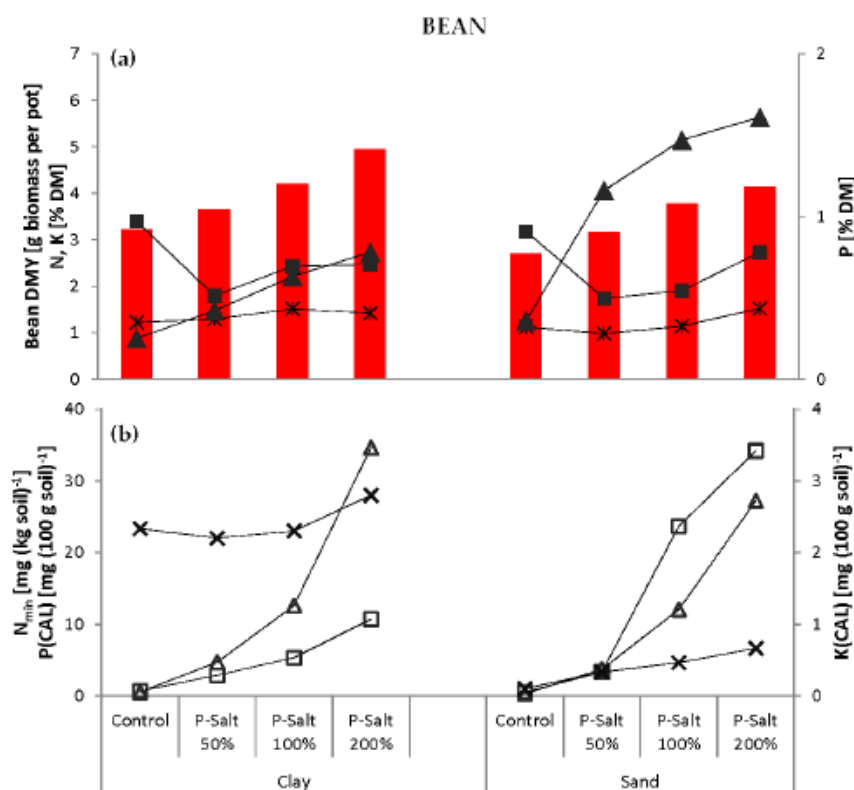 BEAN
(a)
Bean DMY [g biomass per pot]
N, K [% DM]
7
6
5
4
3
2
1
0
P [% DM]
2
1
0
(b)
N_min [mg (kg soil)⁻¹
P(CAL) [mg (100 g soil)⁻¹]
40
30
20
10
0
K(CAL) [mg (100 g soil)⁻¹]
4
3
2
1
0
Control
P-Salt
50%
P-Salt
100%
P-Salt
200%
Control
P-Salt
50%
P-Salt
100%
P-Salt
200%
Clay
Sand